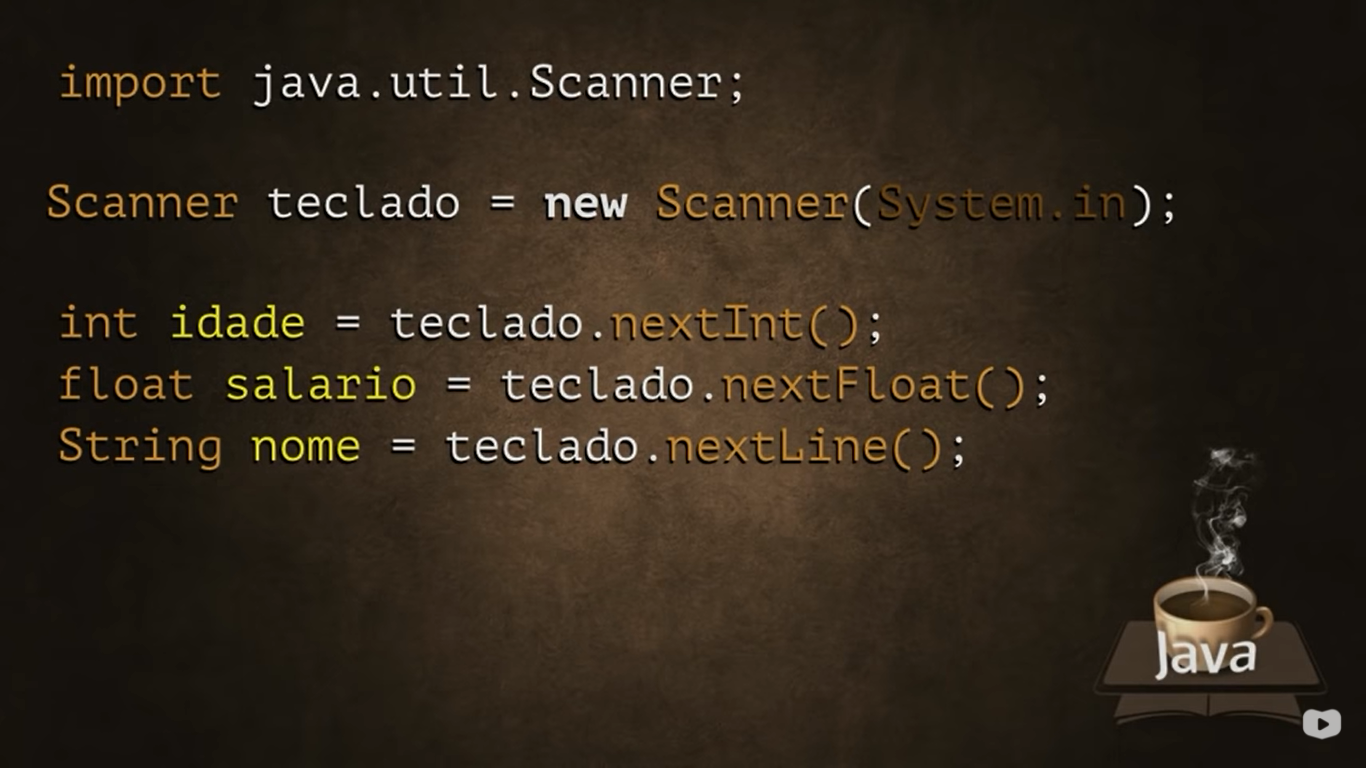 import java.util.Scanner;
Scanner teclado = new Scanner(System.in);
int idade = teclado.nextInt();
float salario = teclado.nextFloat();
String nome = teclado.nextLine();
Java